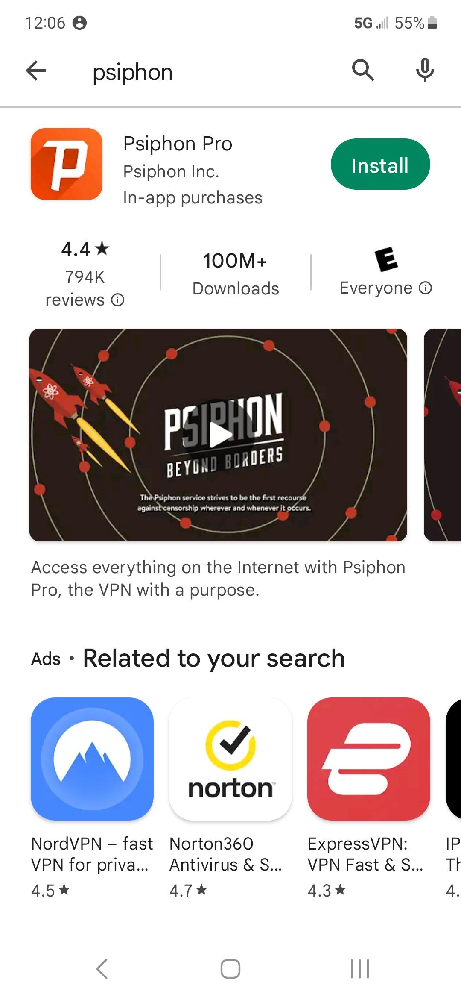 12:06 5G 55%
psiphon
Psiphon Pro
Psiphon Inc.
In-app purchases
Install
4.4★
794K
reviews
100M+
Downloads
E
Everyone
PSIPHON
BEYOND BORDERS
The Psiphon service strives to be the first recourse
against censorship wherever and whenever it occurs.
Access everything on the Internet with Psiphon
Pro, the VPN with a purpose.
Ads • Related to your search
norton
NordVPN – fast
VPN for priva...
4.5★
Norton360
Antivirus & S...
4.7★
ExpressVPN:
VPN Fast & S...
4.3★
IP
Th
4.